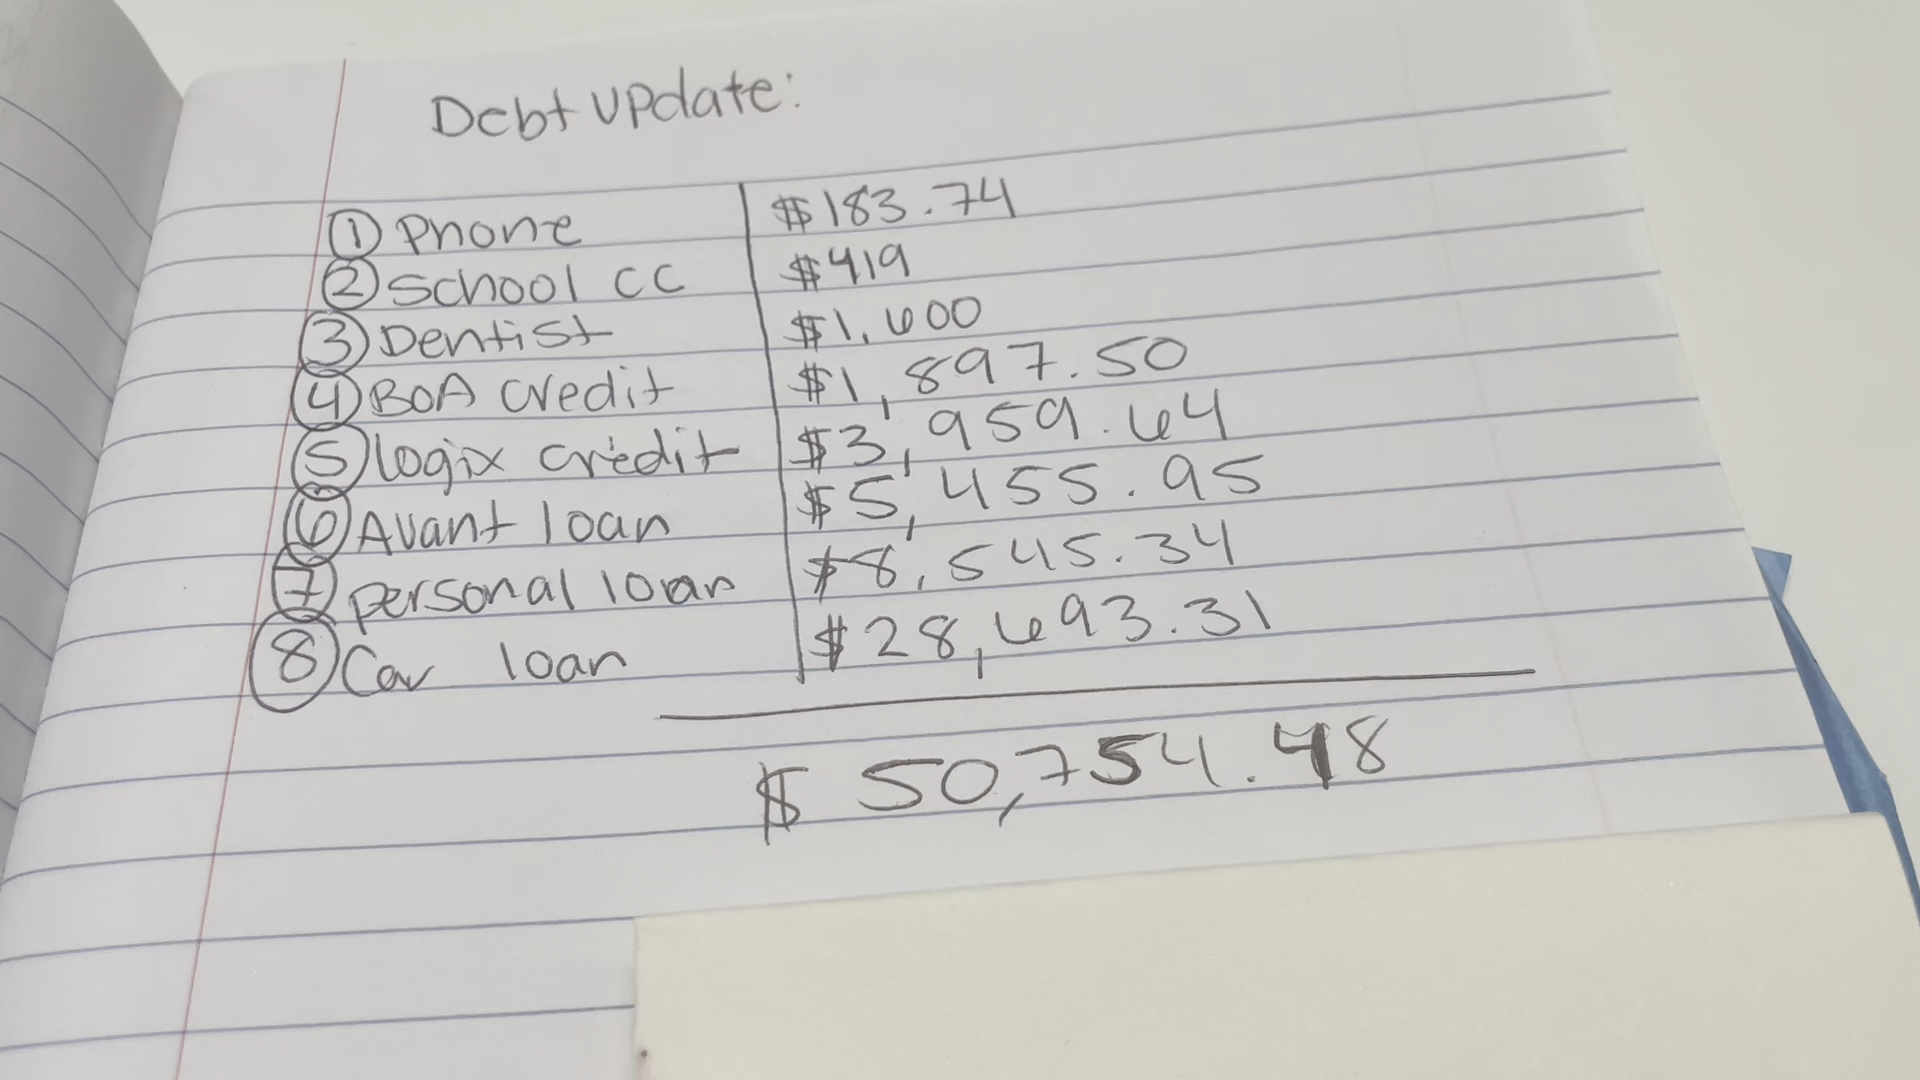 Debt update:
① Phone $183.74
② School CC $419
③ Dentist $1,600
④ BOA credit $1,897.50
⑤ logix credit $3,959.64
⑥ Avant loan $5,455.95
⑦ personal loan $8,545.34
⑧ Car loan $28,693.31
$50,754.48